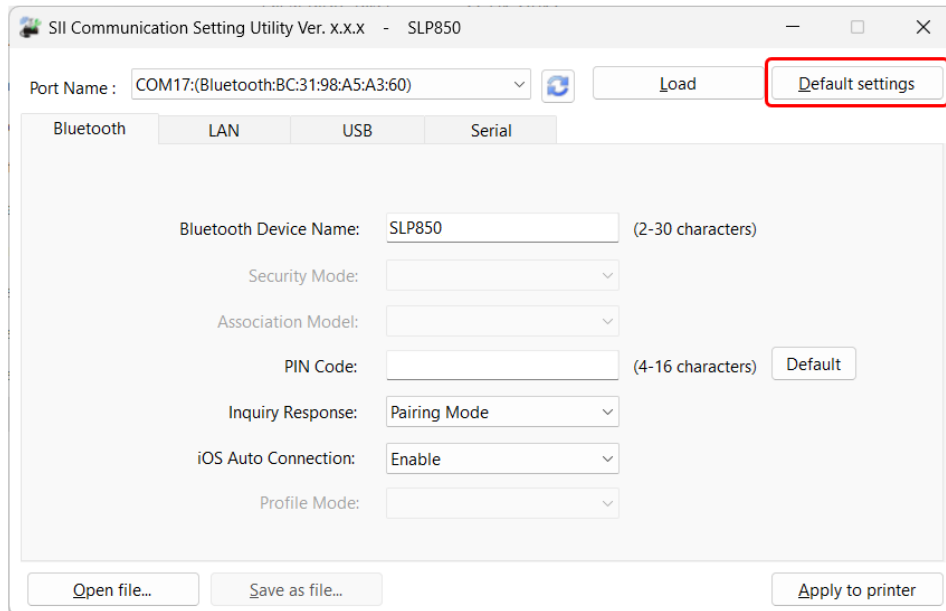 SII Communication Setting Utility Ver. x.x.x - SLP850
Port Name : COM17:(Bluetooth:BC:31:98:A5:A3:60) Load Default settings
Bluetooth LAN USB Serial
Bluetooth Device Name: SLP850 (2-30 characters)
Security Mode:
Association Model:
PIN Code: (4-16 characters) Default
Inquiry Response: Pairing Mode
iOS Auto Connection: Enable
Profile Mode:
Open file... Save as file... Apply to printer